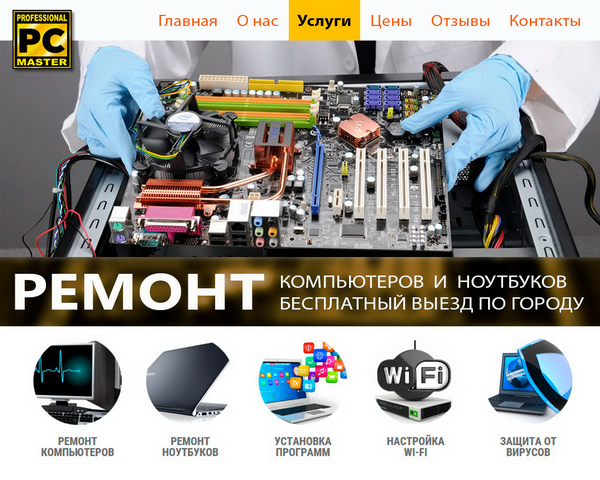 PROFESSIONAL
PC
MASTER
Главная О нас Услуги Цены Отзывы Контакты
РЕМОНТ
КОМПЬЮТЕРОВ И НОУТБУКОВ
БЕСПЛАТНЫЙ ВЫЕЗД ПО ГОРОДУ
Wi Fi
РЕМОНТ
КОМПЬЮТЕРОВ
РЕМОНТ
НОУТБУКОВ
УСТАНОВКА
ПРОГРАММ
НАСТРОЙКА
WI-FI
ЗАЩИТА ОТ
ВИРУСОВ